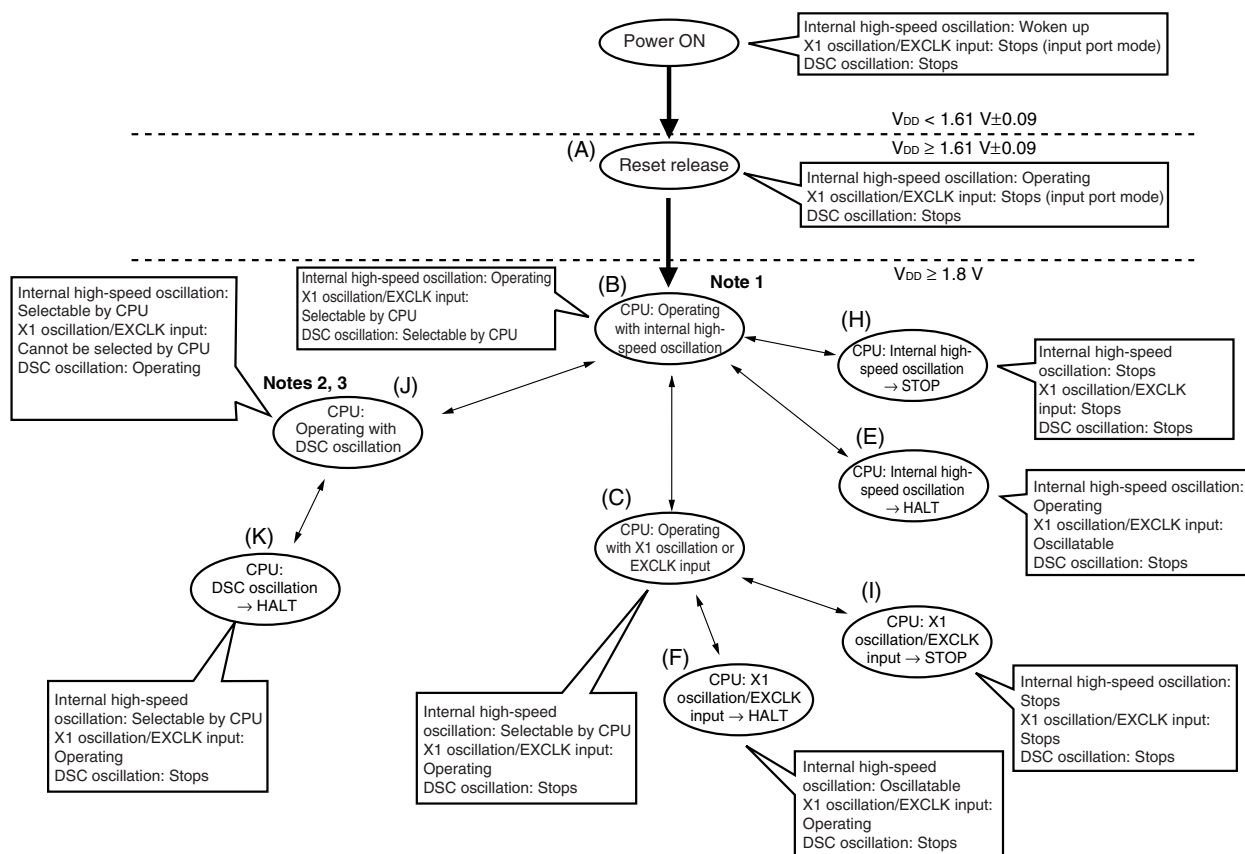 Power ON
Internal high-speed oscillation: Woken up
X1 oscillation/EXCLK input: Stops (input port mode)
DSC oscillation: Stops
VDD < 1.61 V±0.09
VDD ≥ 1.61 V±0.09
(A)
Reset release
Internal high-speed oscillation: Operating
X1 oscillation/EXCLK input: Stops (input port mode)
DSC oscillation: Stops
VDD ≥ 1.8 V
Internal high-speed oscillation:
Selectable by CPU
X1 oscillation/EXCLK input:
Cannot be selected by CPU
DSC oscillation: Operating
Internal high-speed oscillation: Operating
X1 oscillation/EXCLK input:
Selectable by CPU
DSC oscillation: Selectable by CPU
(B)
Note 1
CPU: Operating
with internal high-
speed oscillation
(H)
CPU: Internal high-
speed oscillation
→ STOP
Internal high-speed
oscillation:
Stops
X1 oscillation/EXCLK
input: Stops
DSC oscillation: Stops
Notes 2, 3
(J)
CPU:
Operating with
DSC oscillation
(E)
CPU: Internal high-
speed oscillation
→ HALT
Internal high-speed oscillation:
Operating
X1 oscillation/EXCLK input:
Oscillatable
DSC oscillation: Stops
(C)
CPU: Operating
with X1 oscillation or
EXCLK input
(K)
CPU:
DSC oscillation
→ HALT
(I)
CPU: X1
oscillation/EXCLK
input → STOP
(F)
CPU: X1
oscillation/EXCLK
input → HALT
Internal high-speed
oscillation: Selectable by CPU
X1 oscillation/EXCLK input:
Operating
DSC oscillation: Stops
Internal high-speed
oscillation: Selectable by CPU
X1 oscillation/EXCLK input:
Operating
DSC oscillation: Stops
Internal high-speed oscillation:
Stops
X1 oscillation/EXCLK input:
Stops
DSC oscillation: Stops
Internal high-speed
oscillation: Oscillatable
X1 oscillation/EXCLK input:
Operating
DSC oscillation: Stops